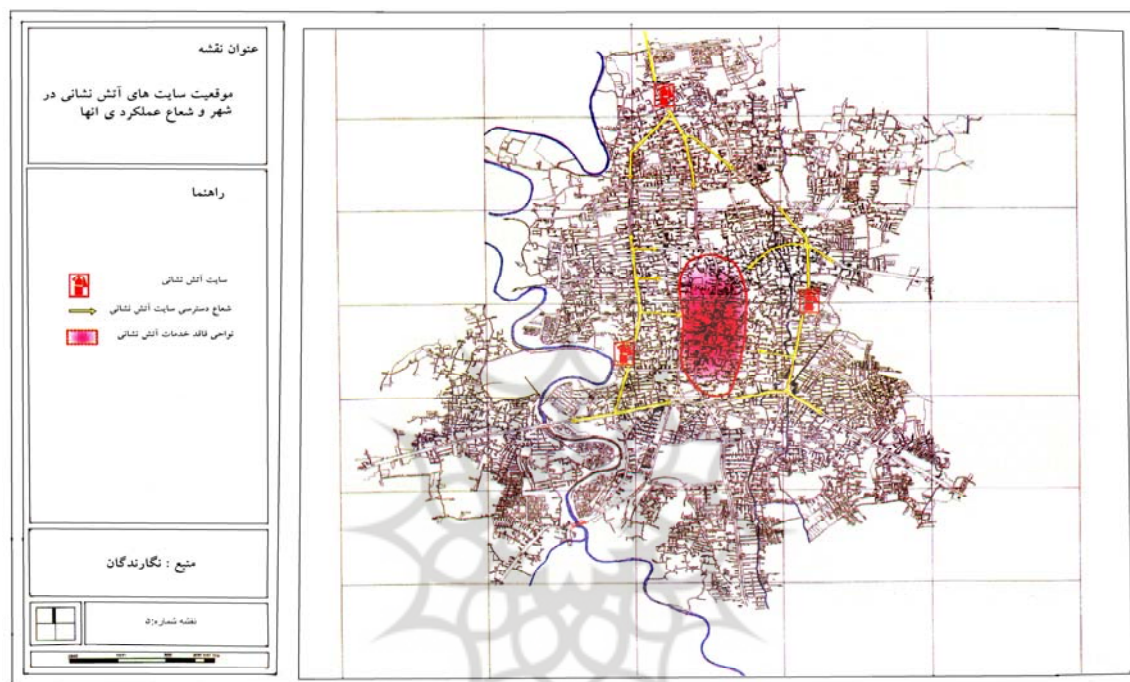 عنوان نقشه
موقعیت سایت های آتش نشانی در
شهر و شعاع عملکرد ی انها
راهنما
سایت آتش نشانی
شعاع دسترسی سایت آتش نشانی
نواحی فاقد خدمات آتش نشانی
منبع : نگارندگان
نقشه شماره:۵